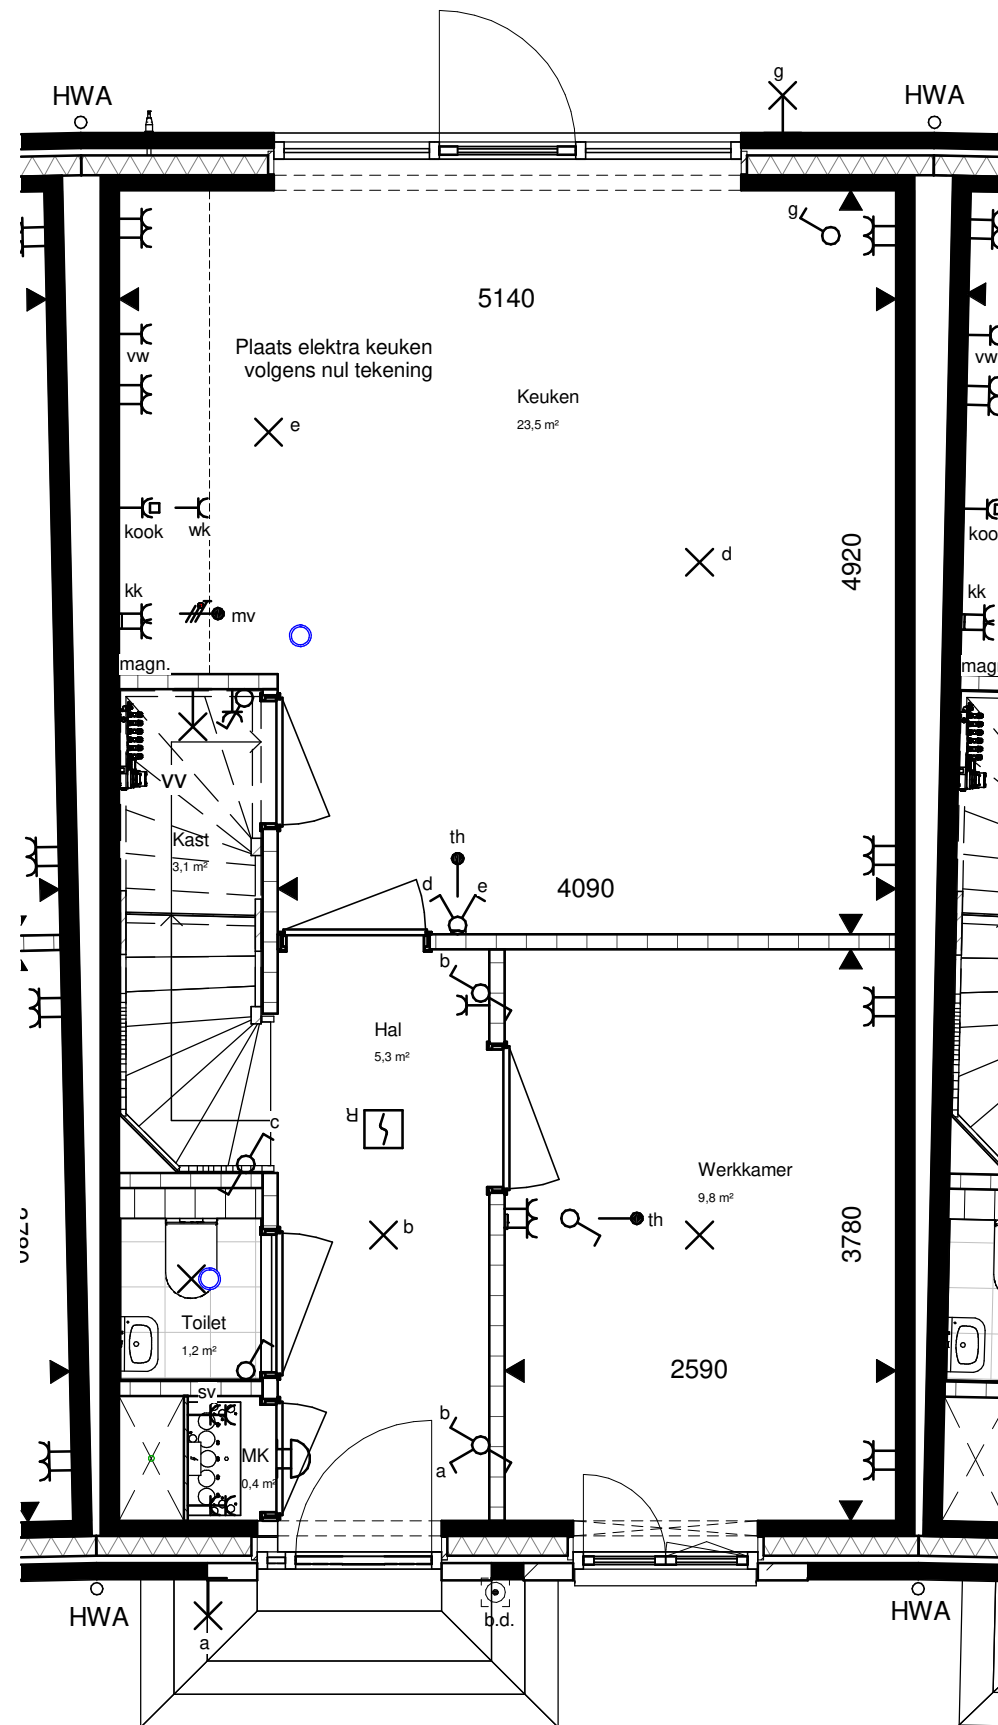 g
HWA
HWA
g
5140
Plaats elektra keuken
volgens nul tekening
vw
vw
Keuken
23,5 m²
e
kook
wk
koo
4920
d
kk
mv
kk
magn.
magn
vv
Kast
3,1 m²
th
d
e
4090
b
Hal
5,3 m²
R
c
Werkkamer
9,8 m²
th
b
3780
Toilet
1,2 m²
2590
sv
b
MK
0,4 m²
a
HWA
b.d.
HWA
a